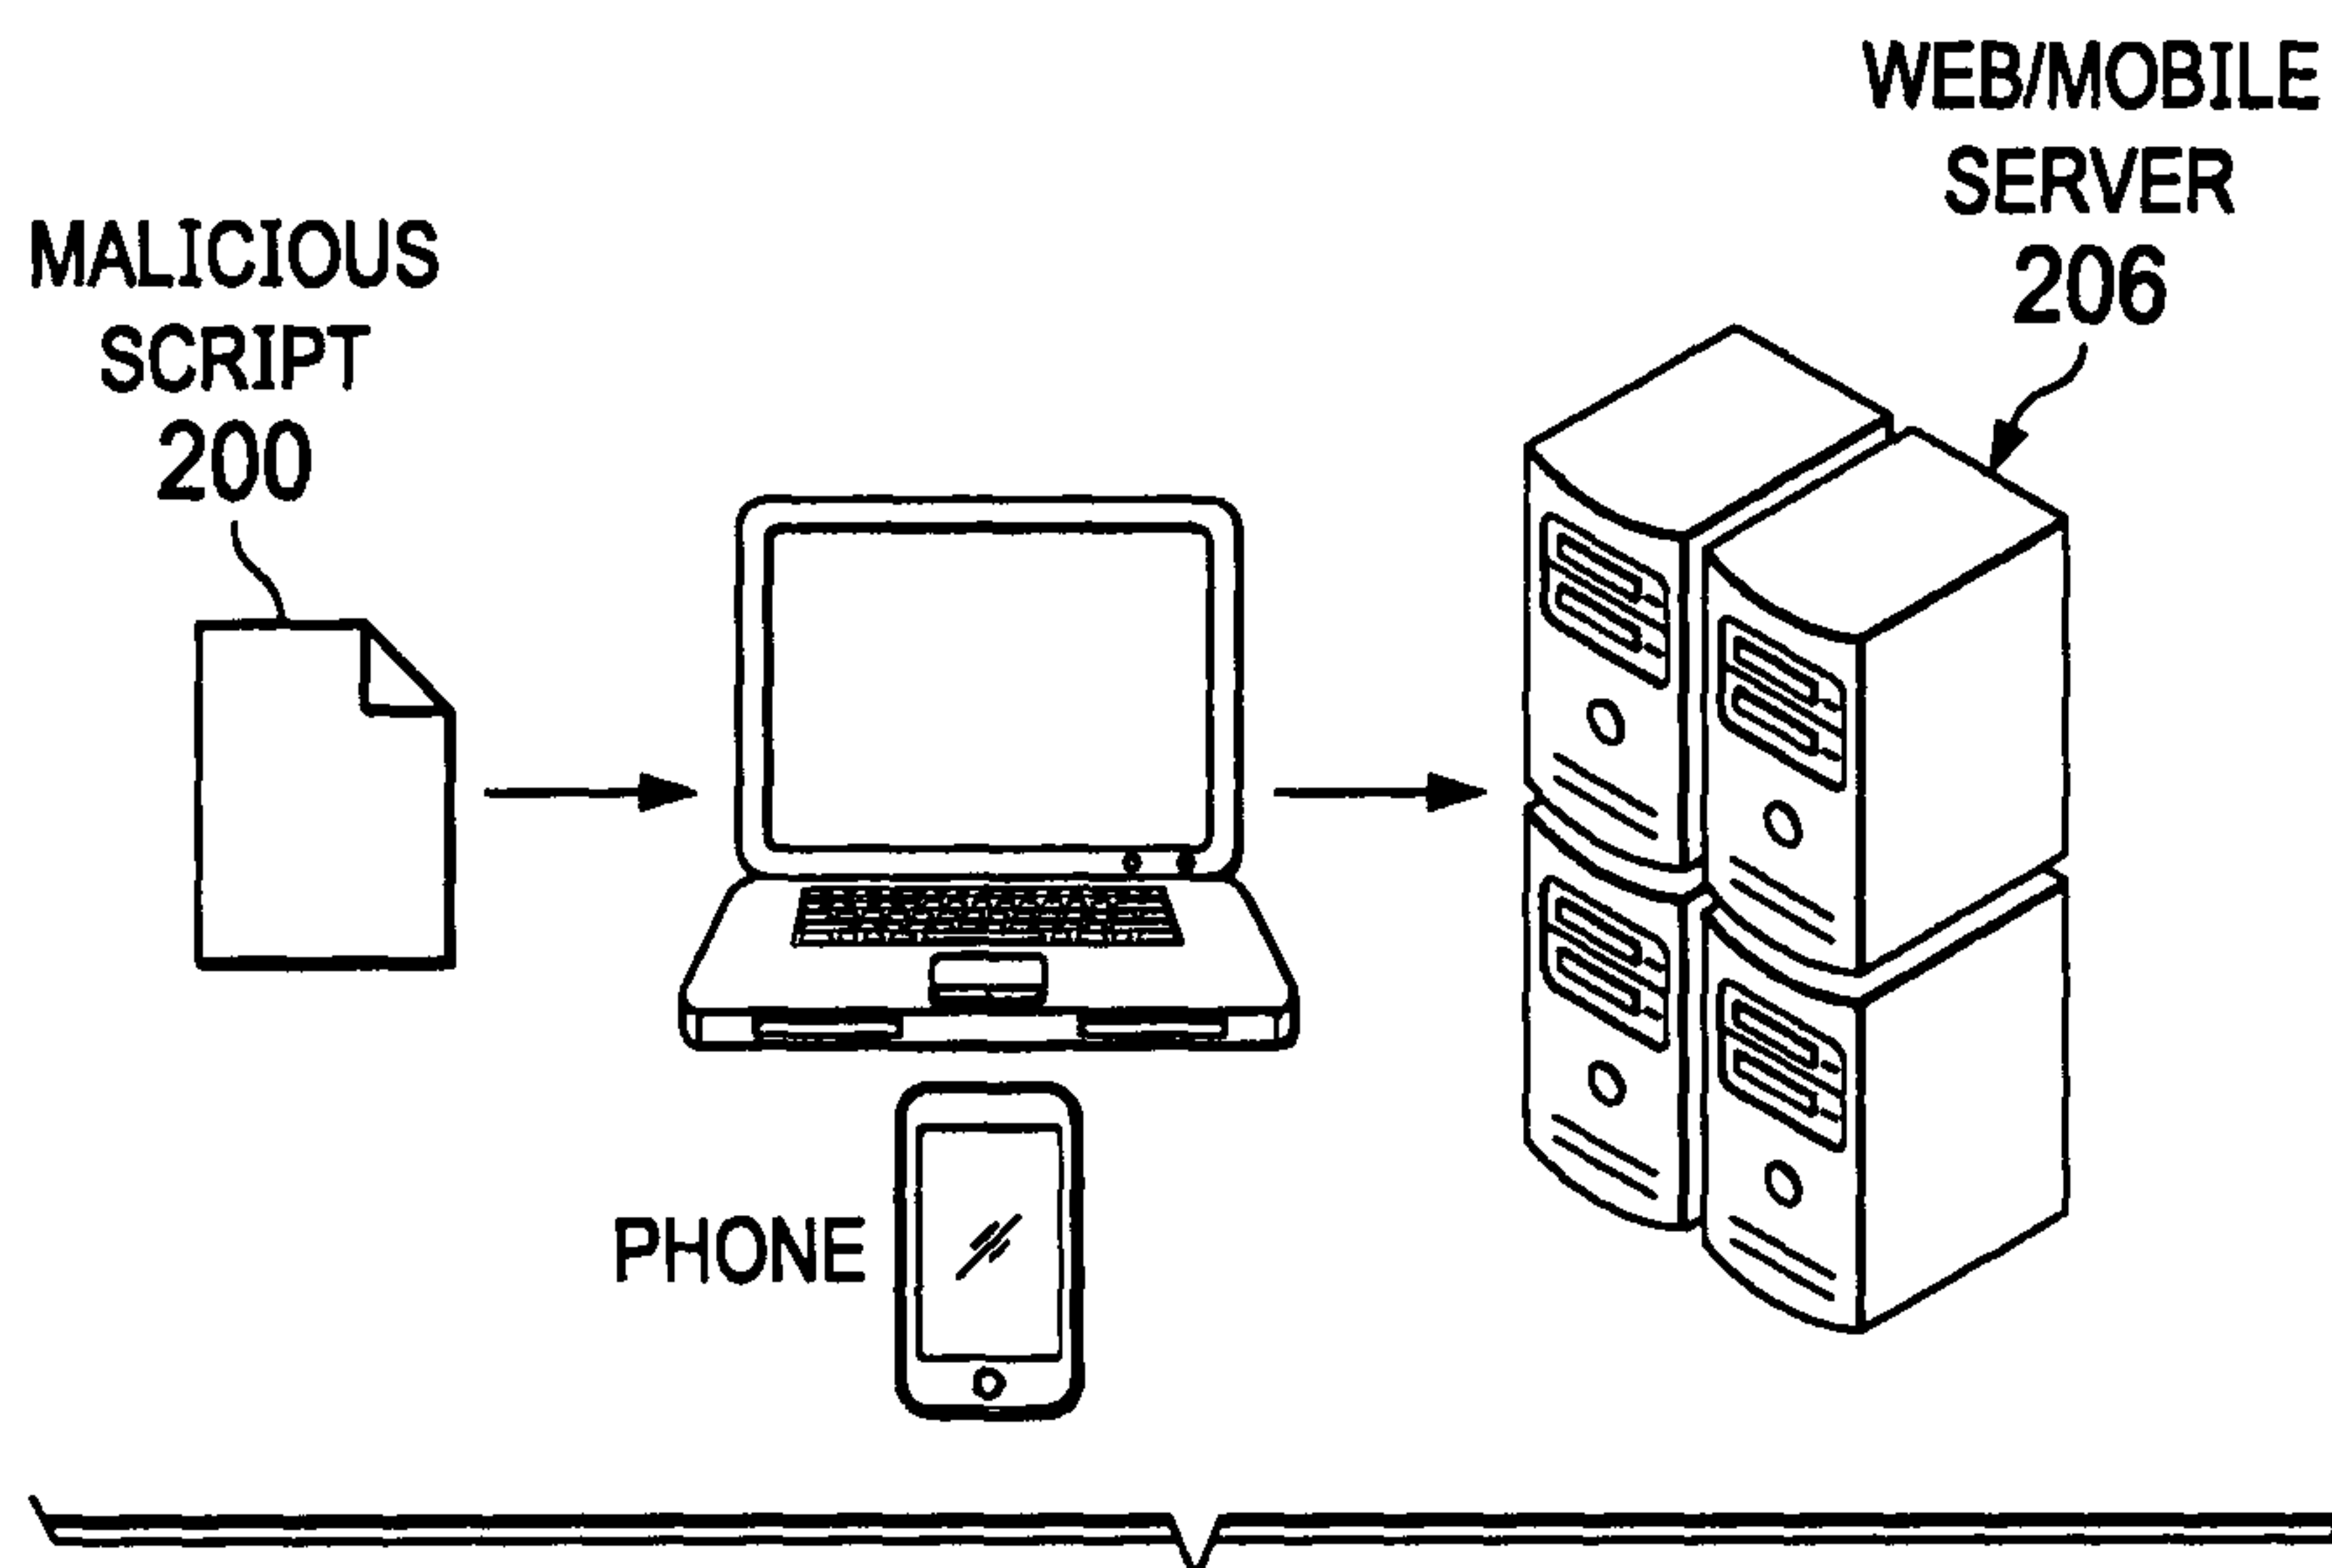 WEB/MOBILE
SERVER
206
MALICIOUS
SCRIPT
200
PHONE